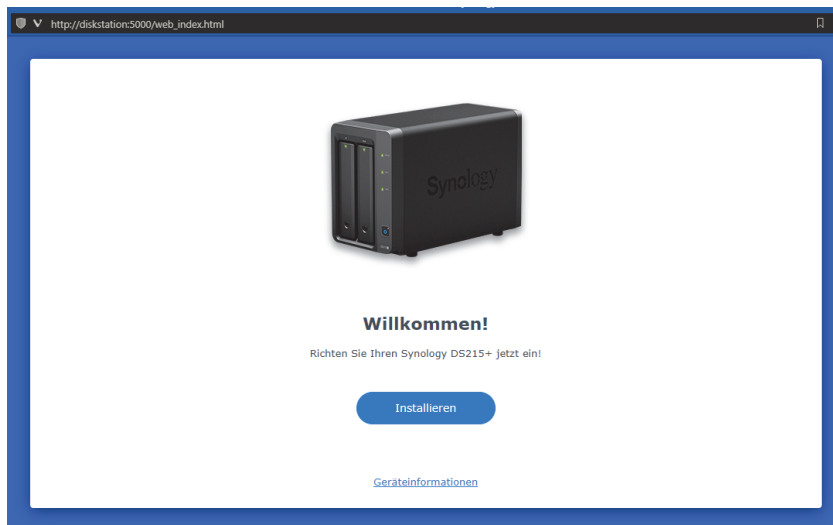 http://diskstation:5000/web_index.html
Synology
Willkommen!
Richten Sie Ihren Synology DS215+ jetzt ein!
Installieren
Geräteinformationen